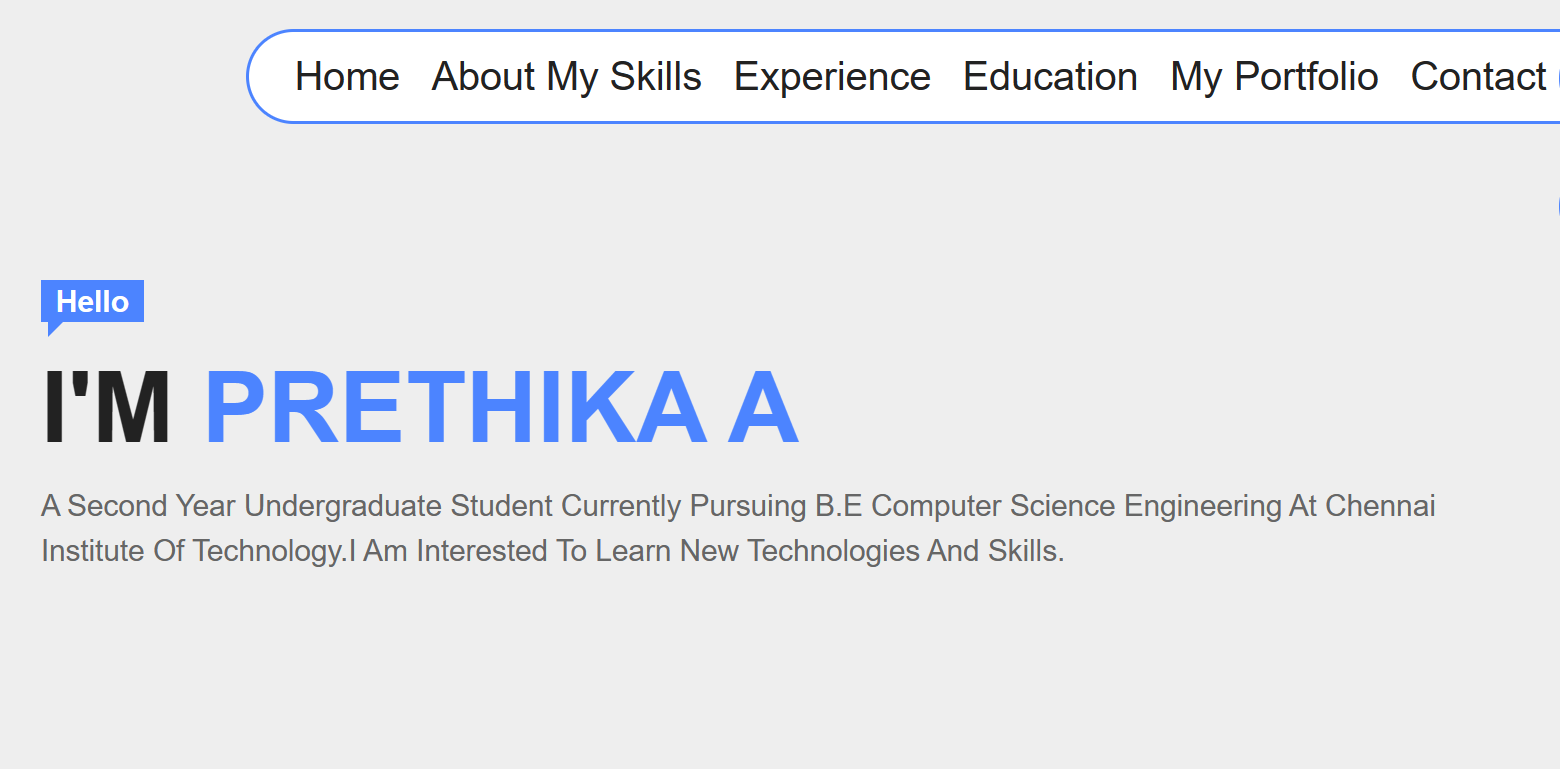 Home About My Skills Experience Education My Portfolio Contact
Hello
I'M PRETHIKA A
A Second Year Undergraduate Student Currently Pursuing B.E Computer Science Engineering At Chennai
Institute Of Technology.I Am Interested To Learn New Technologies And Skills.